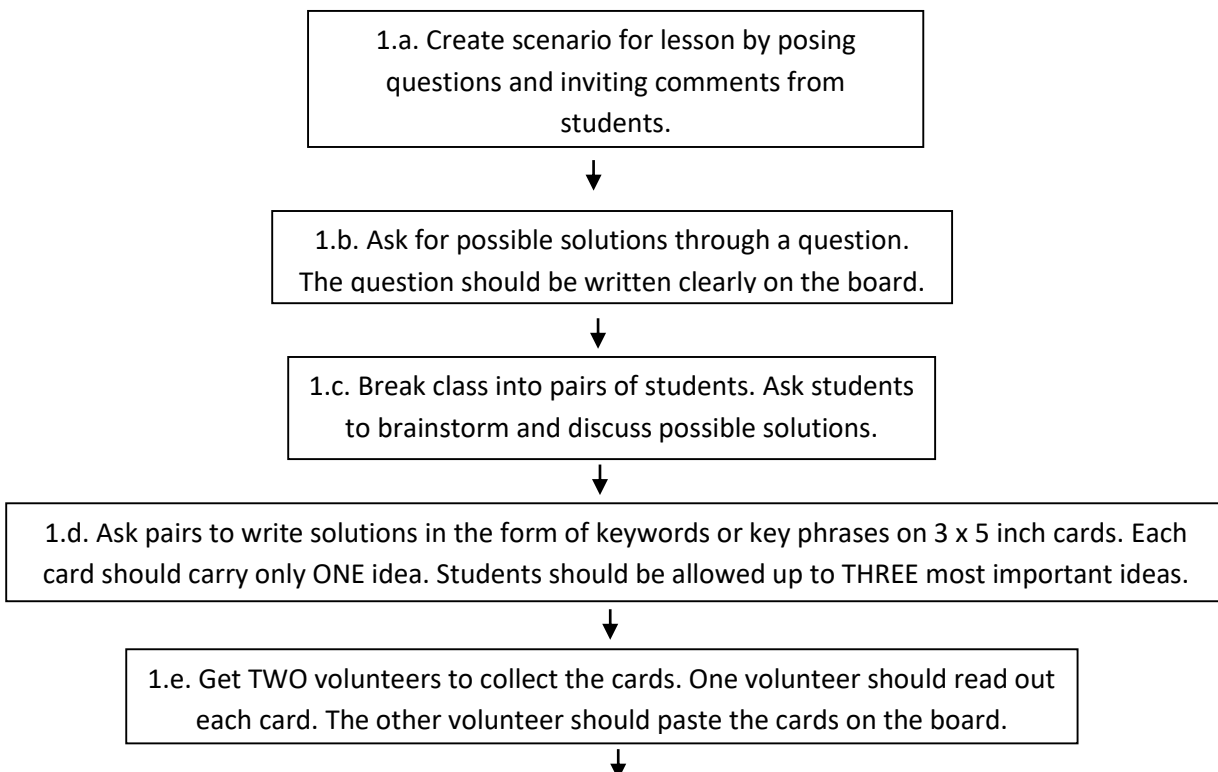 1.a. Create scenario for lesson by posing
questions and inviting comments from
students.
1.b. Ask for possible solutions through a question.
The question should be written clearly on the board.
1.c. Break class into pairs of students. Ask students
to brainstorm and discuss possible solutions.
1.d. Ask pairs to write solutions in the form of keywords or key phrases on 3 x 5 inch cards. Each
card should carry only ONE idea. Students should be allowed up to THREE most important ideas.
1.e. Get TWO volunteers to collect the cards. One volunteer should read out
each card. The other volunteer should paste the cards on the board.